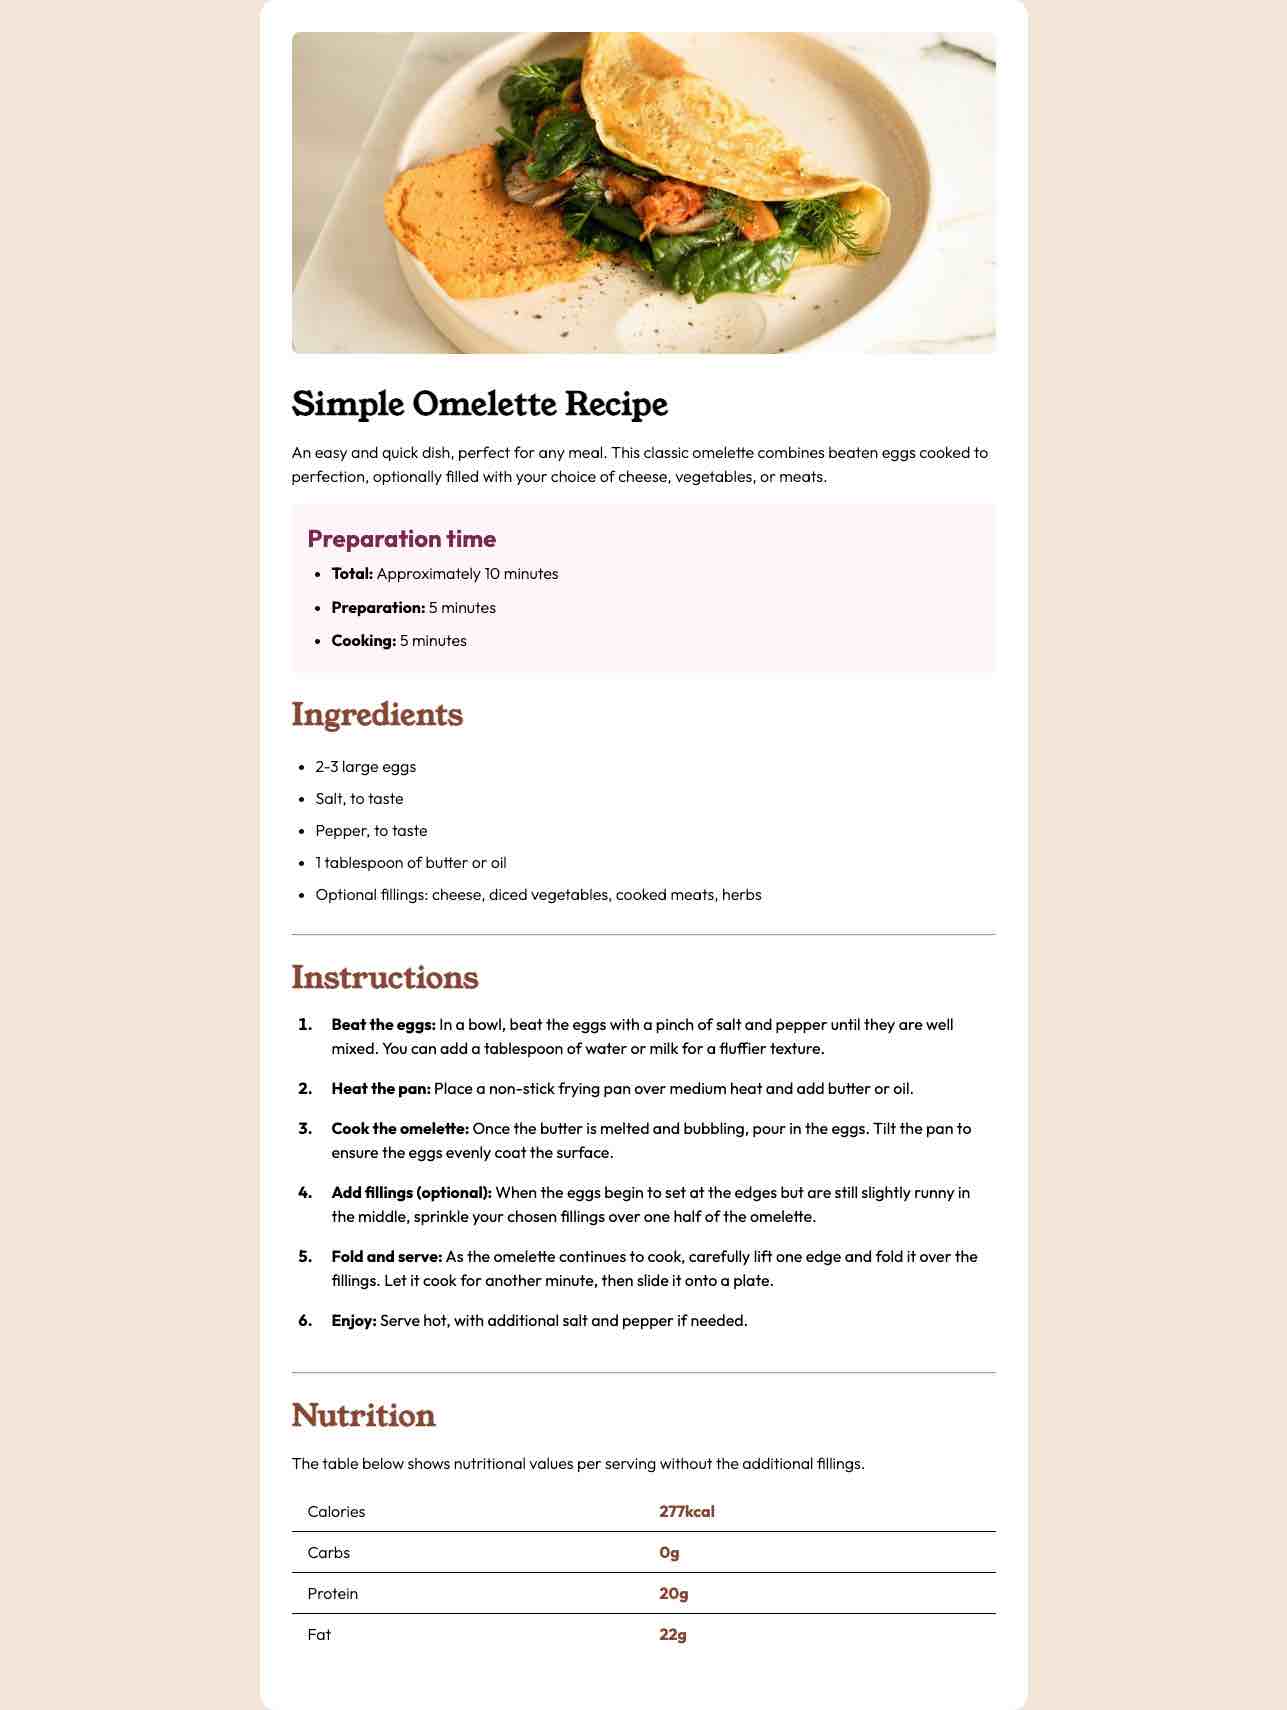 Simple Omelette Recipe
An easy and quick dish, perfect for any meal. This classic omelette combines beaten eggs cooked to
perfection, optionally filled with your choice of cheese, vegetables, or meats.
Preparation time
• Total: Approximately 10 minutes
• Preparation: 5 minutes
• Cooking: 5 minutes
Ingredients
• 2-3 large eggs
• Salt, to taste
• Pepper, to taste
• 1 tablespoon of butter or oil
• Optional fillings: cheese, diced vegetables, cooked meats, herbs
Instructions
1. Beat the eggs: In a bowl, beat the eggs with a pinch of salt and pepper until they are well
mixed. You can add a tablespoon of water or milk for a fluffier texture.
2. Heat the pan: Place a non-stick frying pan over medium heat and add butter or oil.
3. Cook the omelette: Once the butter is melted and bubbling, pour in the eggs. Tilt the pan to
ensure the eggs evenly coat the surface.
4. Add fillings (optional): When the eggs begin to set at the edges but are still slightly runny in
the middle, sprinkle your chosen fillings over one half of the omelette.
5. Fold and serve: As the omelette continues to cook, carefully lift one edge and fold it over the
fillings. Let it cook for another minute, then slide it onto a plate.
6. Enjoy: Serve hot, with additional salt and pepper if needed.
Nutrition
The table below shows nutritional values per serving without the additional fillings.
Calories 277kcal
Carbs 0g
Protein 20g
Fat 22g